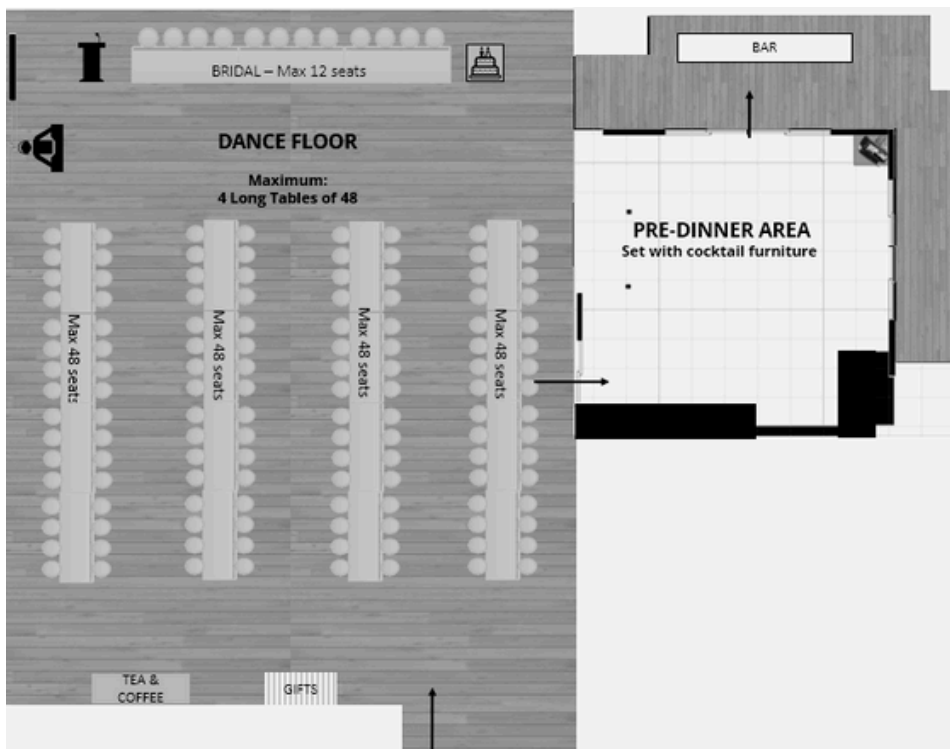 BAR
BRIDAL – Max 12 seats
DANCE FLOOR
Maximum:
4 Long Tables of 48
PRE-DINNER AREA
Set with cocktail furniture
Max 48 seats
Max 48 seats
Max 48 seats
Max 48 seats
TEA &
COFFEE
GIFTS